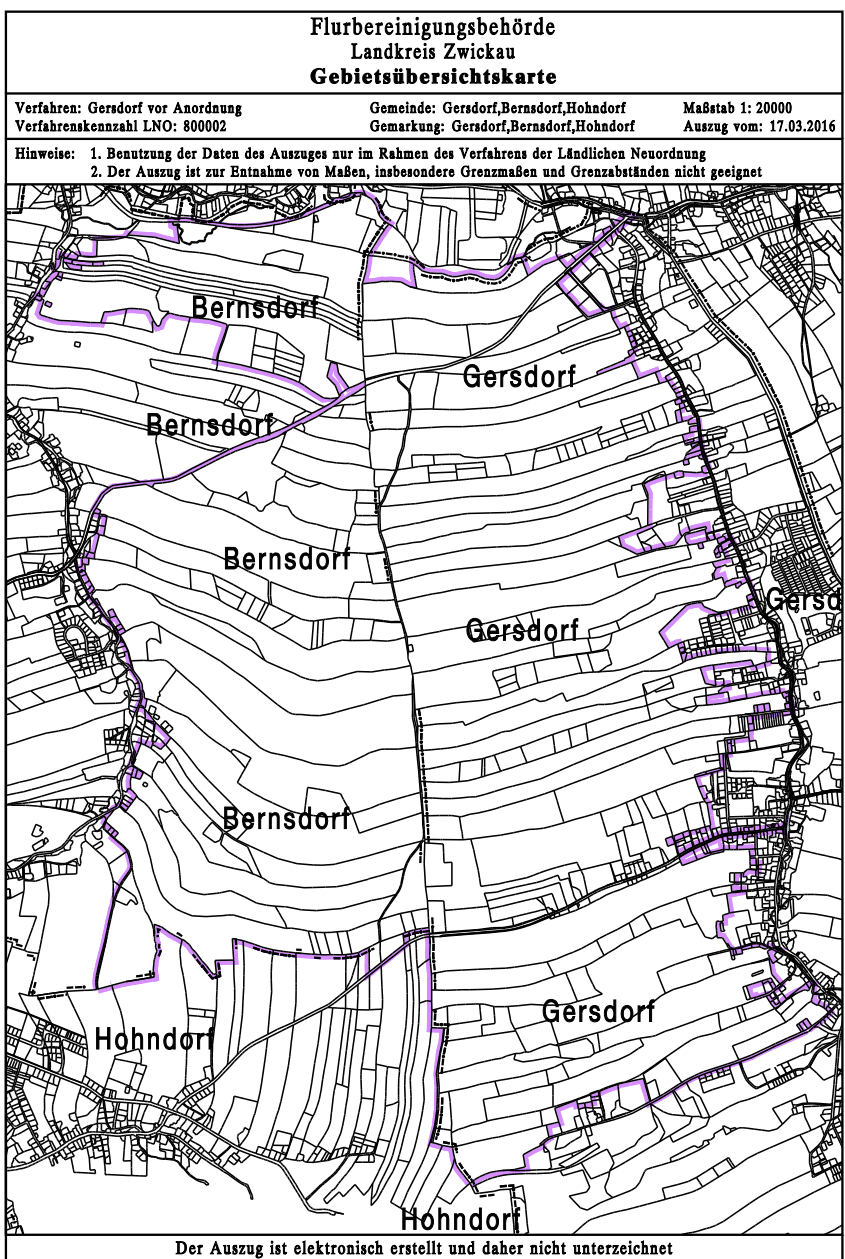 Flurbereinigungsbehörde
Landkreis Zwickau
Gebietsübersichtskarte
Verfahren: Gersdorf vor Anordnung
Verfahrenskennzahl LNO: 800002
Gemeinde: Gersdorf,Bernsdorf,Hohndorf
Gemarkung: Gersdorf,Bernsdorf,Hohndorf
Maßstab 1: 20000
Auszug vom: 17.03.2016
Hinweise: 1. Benutzung der Daten des Auszuges nur im Rahmen des Verfahrens der Ländlichen Neuordnung
2. Der Auszug ist zur Entnahme von Maßen, insbesondere Grenzmaßen und Grenzabständen nicht geeignet
Bernsdorf
Gersdorf
Bernsdorf
Bernsdorf
Gersd
Gersdorf
Bernsdorf
Gersdorf
Hohndorf
Hohndorf
Der Auszug ist elektronisch erstellt und daher nicht unterzeichnet